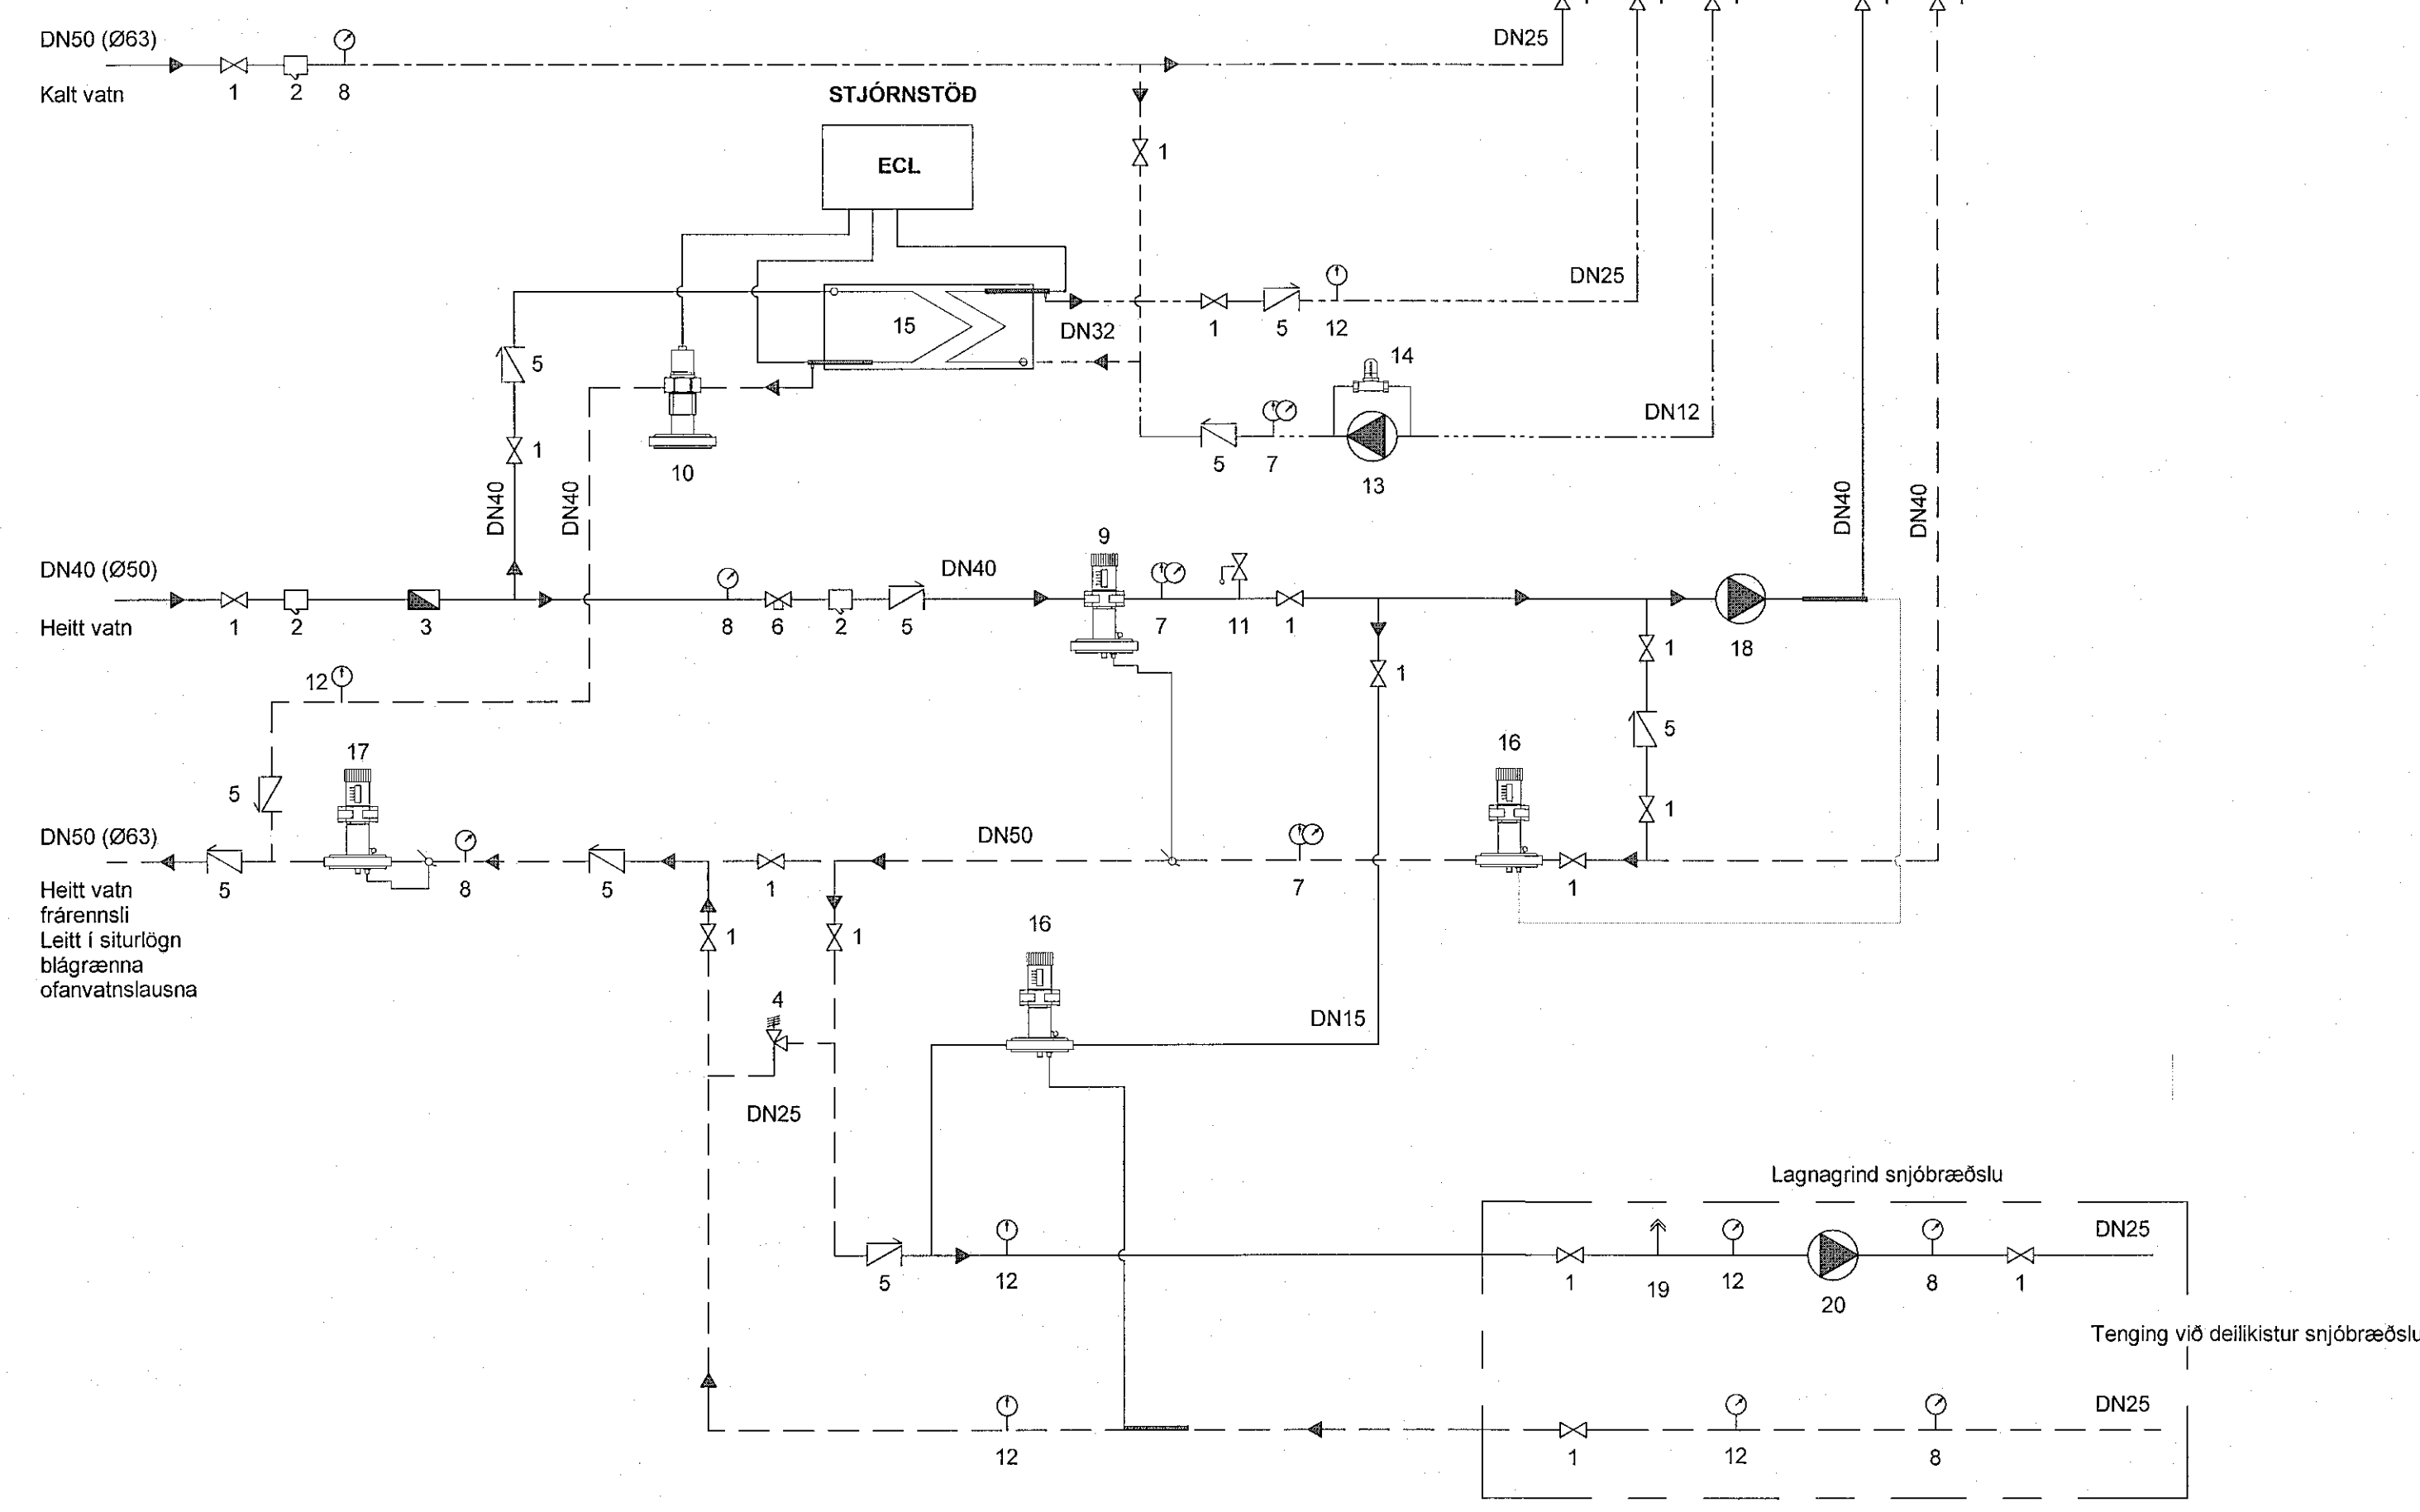 DN50 (Ø63)
DN25
Kalt vatn
1
2
8
STJÓRNSTÖÐ
ECL
1
DN25
15
DN32
1
5
12
5
14
DN12
1
10
5
7
13
DN40
DN40
DN40
DN40
9
DN40 (Ø50)
DN40
Heitt vatn
1
2
3
8
6
2
5
7
11
1
1
18
1
12
5
17
16
5
1
DN50 (Ø63)
DN50
Heitt vatn
frárennsli
Leitt í siturlögn
blágrænna
ofanvatnslausna
5
8
5
1
7
1
1
1
16
4
DN15
DN25
Lagnagrind snjóbræðslu
DN25
5
12
1
19
12
20
8
1
Tenging við deilikistur snjóbræðslu
DN25
12
1
12
8